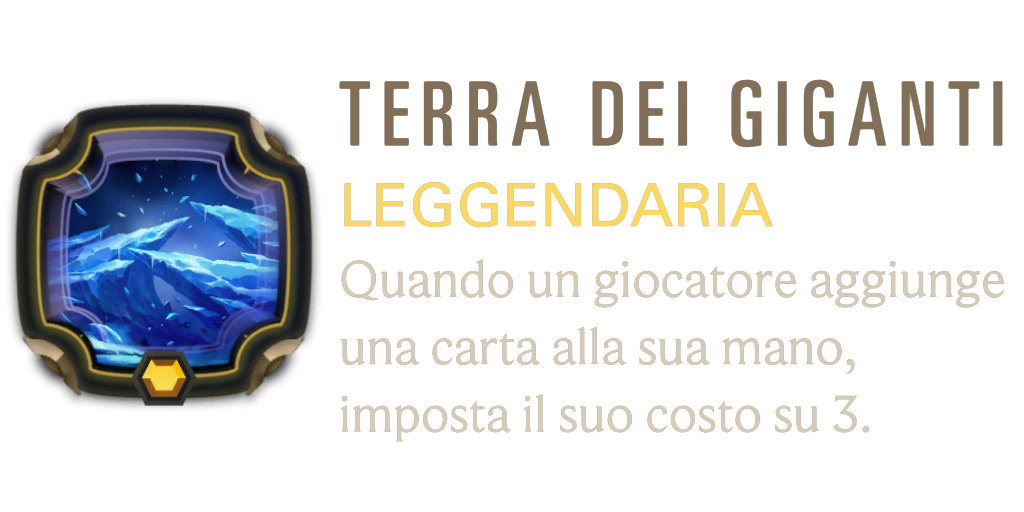 TERRA DEI GIGANTI
LEGGENDARIA
Quando un giocatore aggiunge
una carta alla sua mano,
imposta il suo costo su 3.